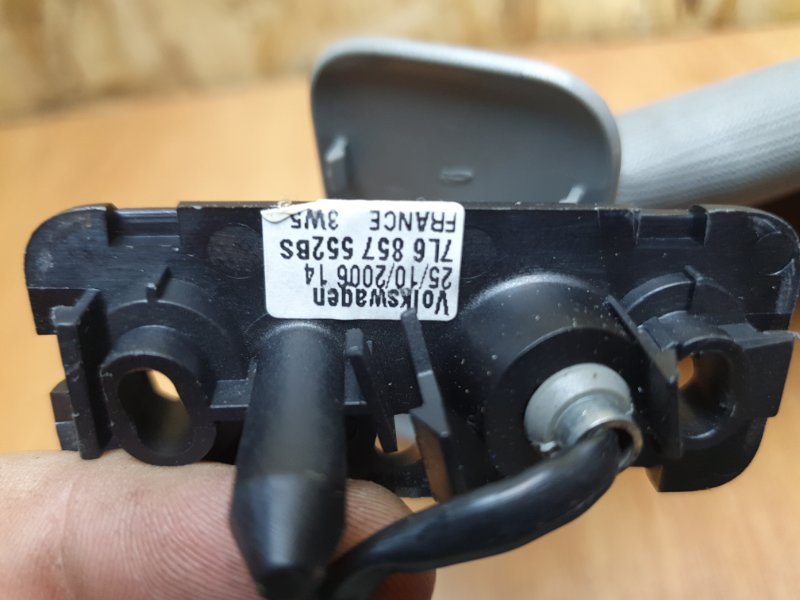 Volkswagen
25/10/2006 14
7L6 857 552BS
FRANCE 3W5